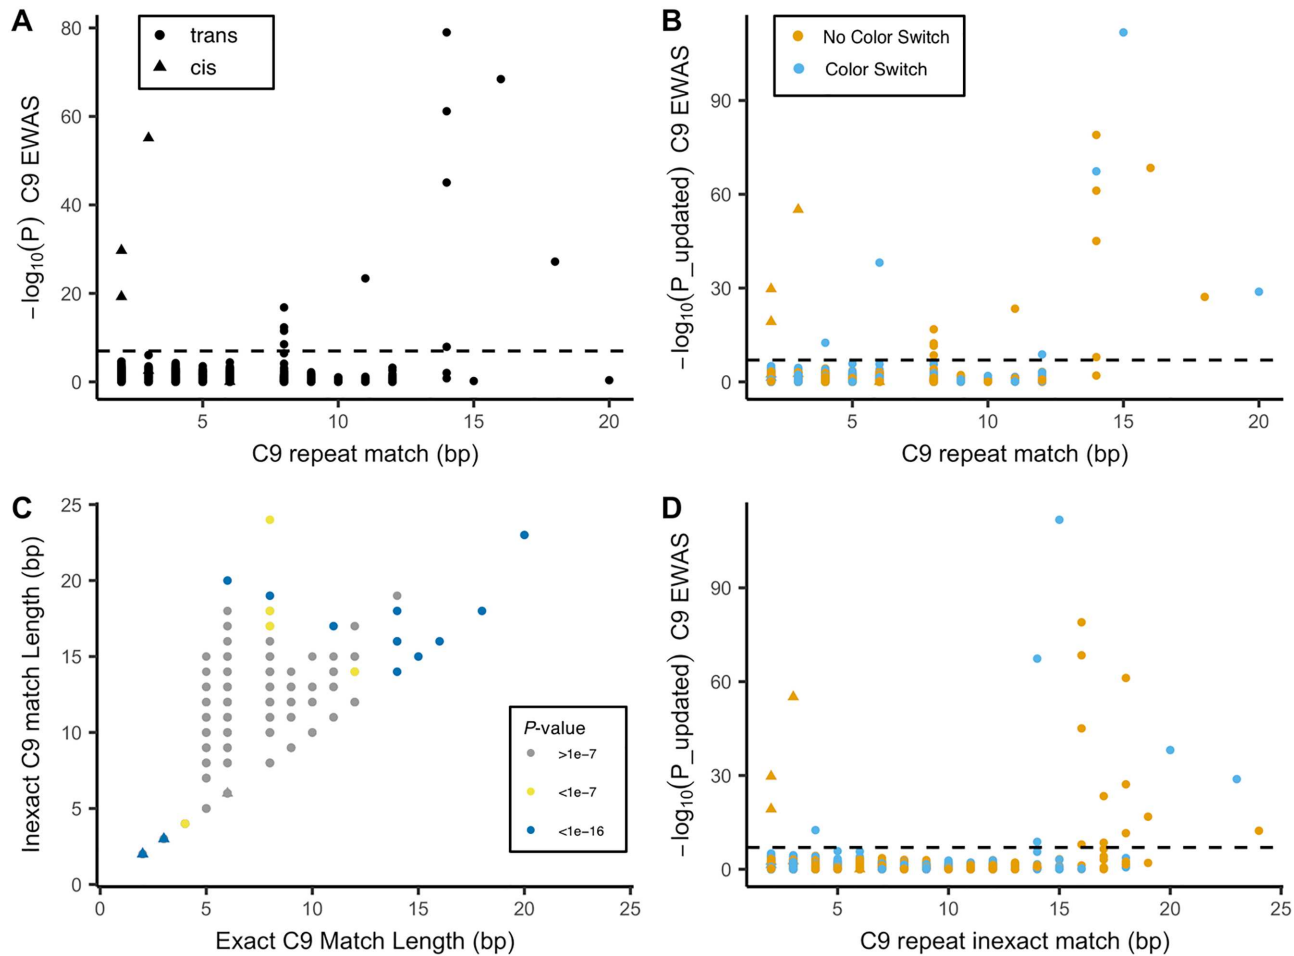 A
trans
cis
80
60
40
20
0
−log10(P) C9 EWAS
5
10
15
20
C9 repeat match (bp)
B
No Color Switch
Color Switch
90
60
30
0
−log10(P_updated) C9 EWAS
5
10
15
20
C9 repeat match (bp)
C
25
20
15
10
5
0
Inexact C9 match Length (bp)
P-value
>1e−7
<1e−7
<1e−16
0
5
10
15
20
25
Exact C9 Match Length (bp)
D
90
60
30
0
−log10(P_updated) C9 EWAS
5
10
15
20
25
C9 repeat inexact match (bp)